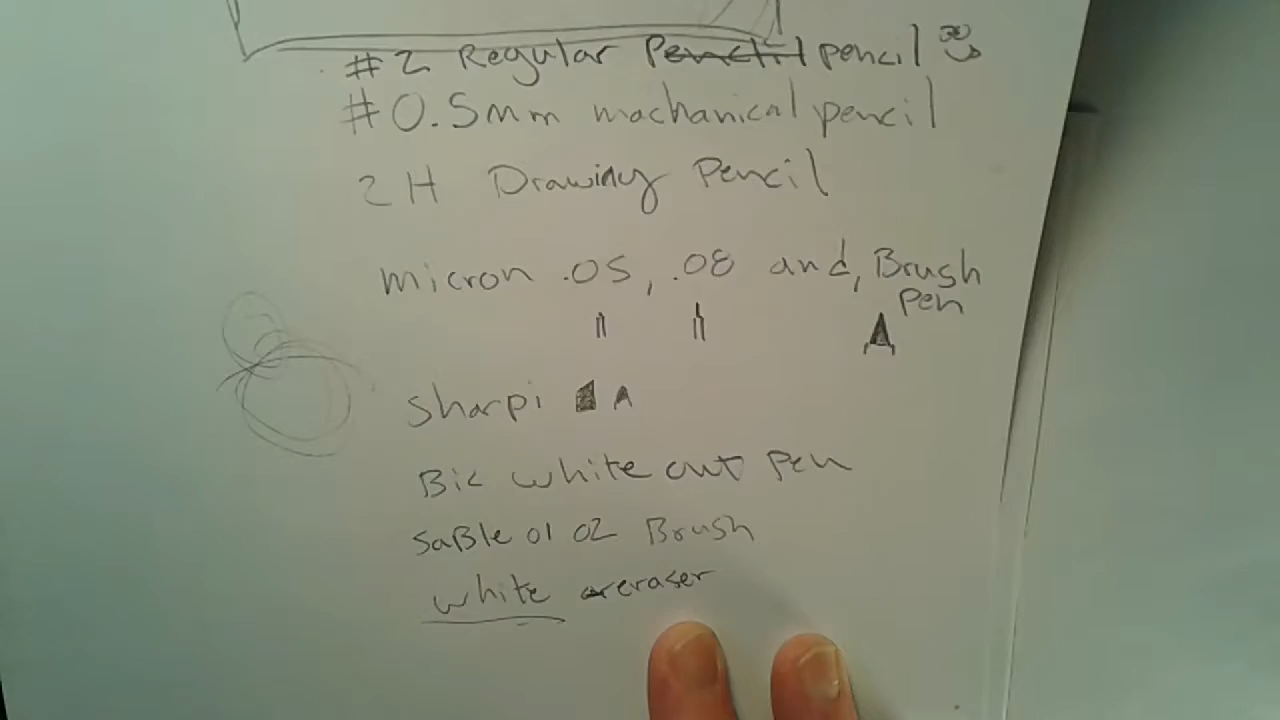 #2 Regular Pencil pencil
#0.5mm machanical pencil
2H Drawing Pencil
micron .05, .08 and, Brush
Pen
sharpi A
Bic white out Pen
SaBle 01 02 Brush
white eraser